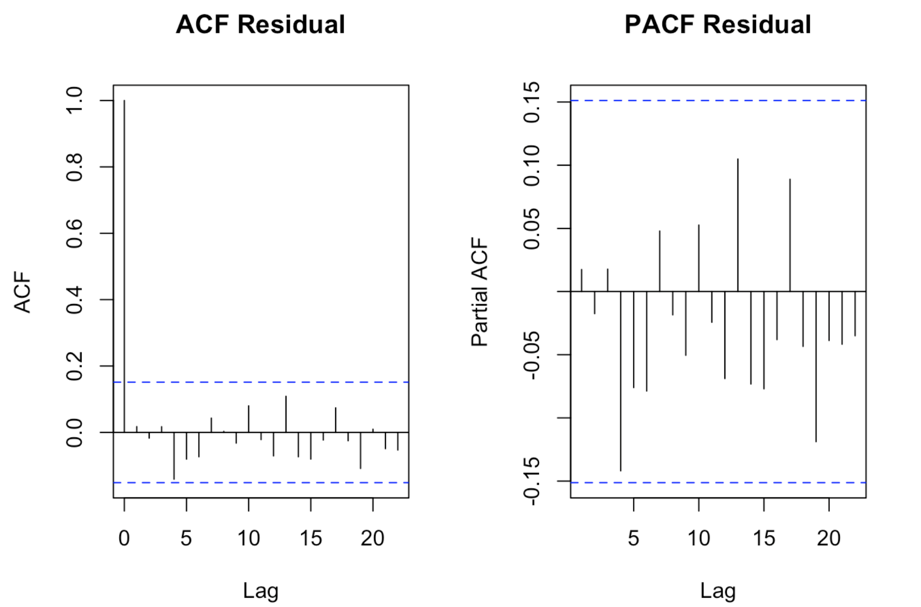 ACF Residual
ACF
1.0
0.8
0.6
0.4
0.2
0.0
0 5 10 15 20
Lag
PACF Residual
Partial ACF
0.15
0.10
0.05
-0.05
-0.15
5 10 15 20
Lag